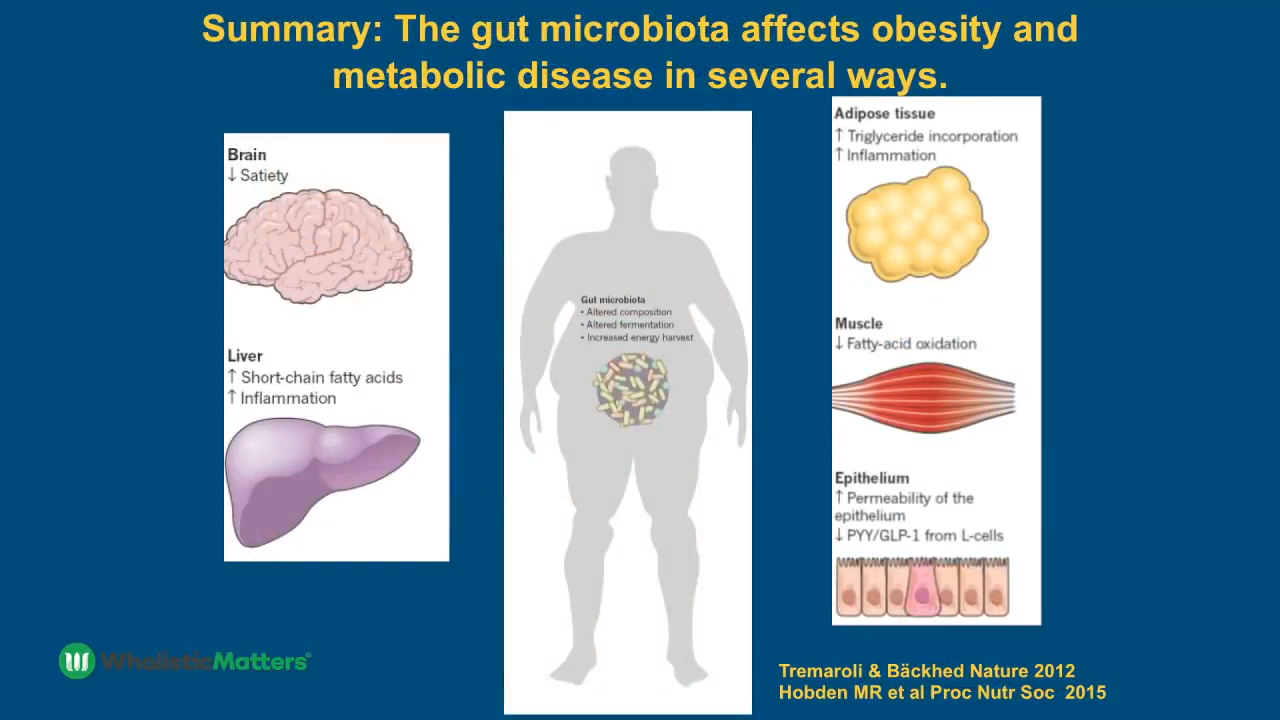 Summary: The gut microbiota affects obesity and
metabolic disease in several ways.
Brain
↓ Satiety
Liver
↑ Short-chain fatty acids
↑ Inflammation
Gut microbiota
• Altered composition
• Altered fermentation
• Increased energy harvest
Adipose tissue
↑ Triglyceride incorporation
↑ Inflammation
Muscle
↓ Fatty-acid oxidation
Epithelium
↑ Permeability of the
epithelium
↓ PYY/GLP-1 from L-cells
WholisticMatters®
Tremaroli & Bäckhed Nature 2012
Hobden MR et al Proc Nutr Soc 2015